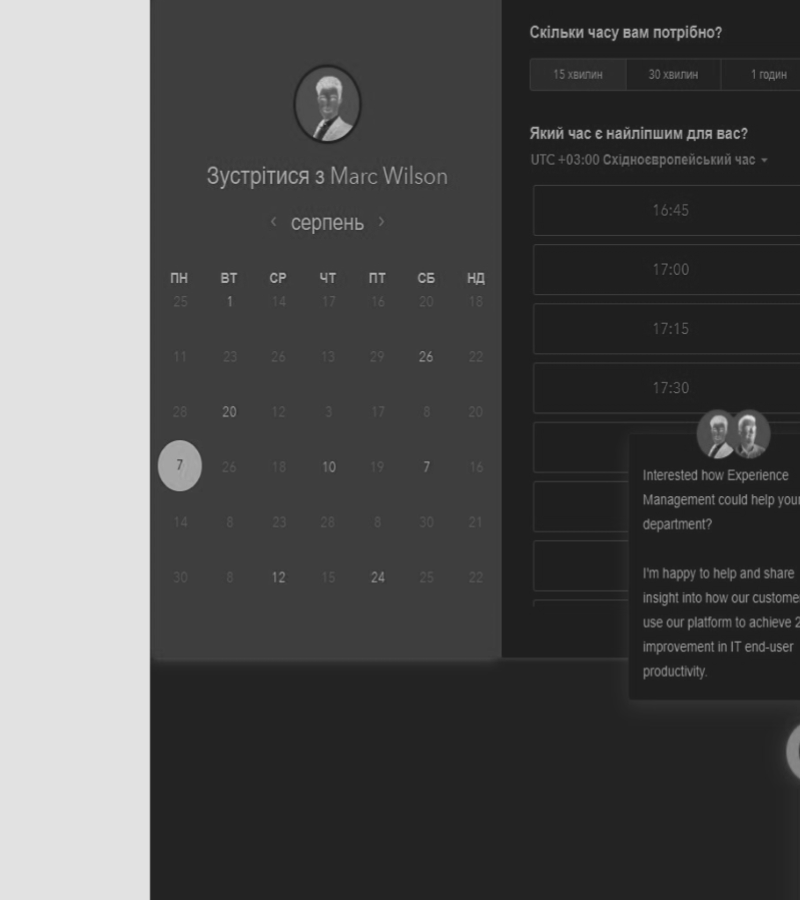 Зустрітися з Marc Wilson
‹ серпень ›
ПН ВТ СР ЧТ ПТ СБ НД
25 1 14 17 16 20 18
11 23 26 13 29 26 22
28 20 12 3 17 8 20
7 26 18 10 19 7 16
14 8 23 28 8 30 21
30 8 12 15 24 25 22
Скільки часу вам потрібно?
15 хвилин 30 хвилин 1 годин
Який час є найліпшим для вас?
UTC +03:00 Східноєвропейський час
16:45
17:00
17:15
17:30
Interested how Experience
Management could help your
department?
I'm happy to help and share
insight into how our custome
use our platform to achieve 2
improvement in IT end-user
productivity.